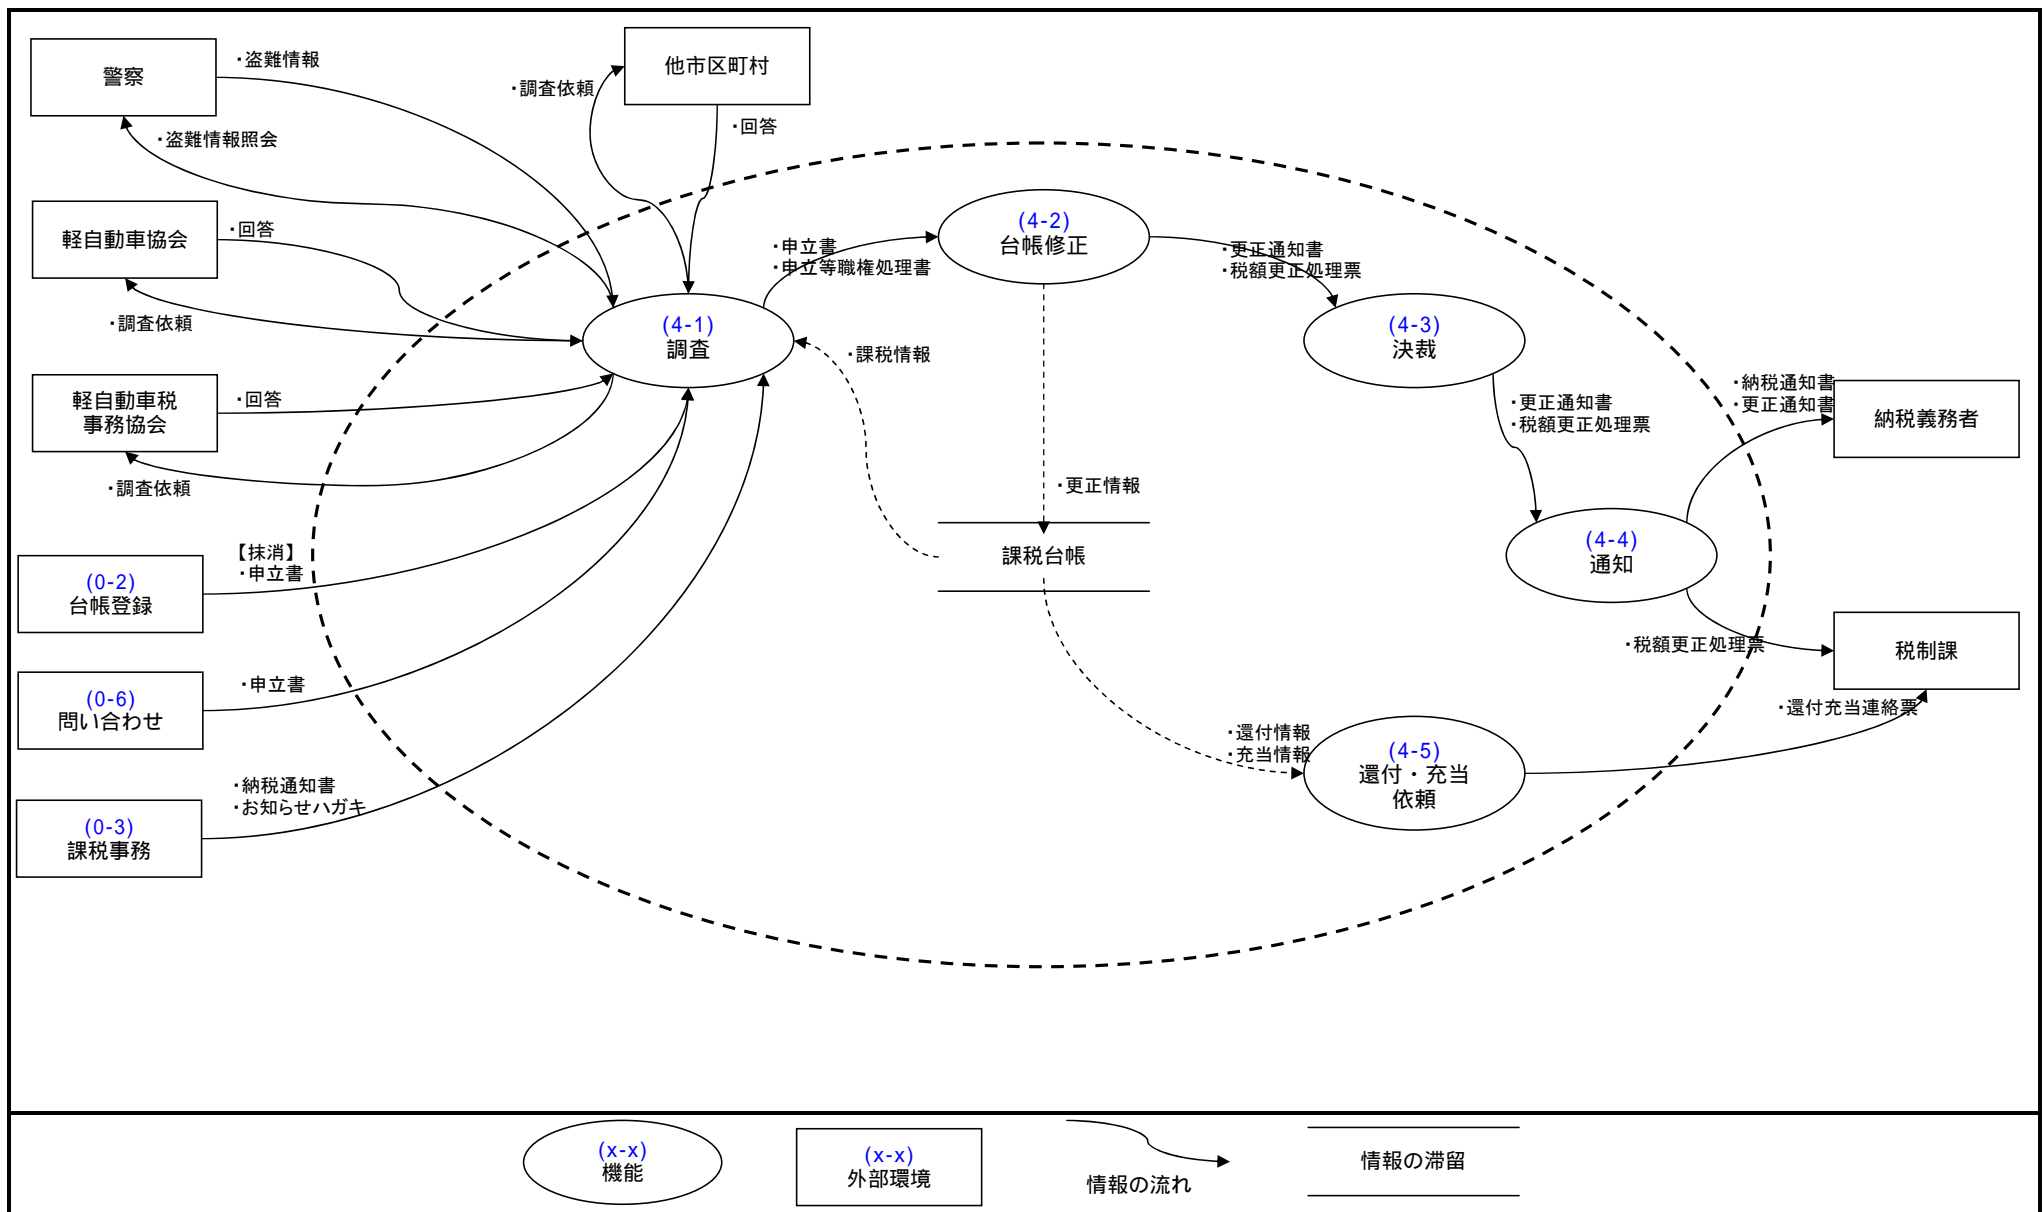 警察
・盗難情報
・盗難情報照会
他市区町村
・調査依頼
・回答
軽自動車協会
・回答
・調査依頼
軽自動車税
事務協会
・回答
・調査依頼
(0-2)
台帳登録
【抹消】
・申立書
(0-6)
問い合わせ
・申立書
(0-3)
課税事務
・納税通知書
・お知らせハガキ
(4-1)
調査
・申立書
・申立等職権処理書
(4-2)
台帳修正
・更正通知書
・税額更正処理票
(4-3)
決裁
・課税情報
・更正情報
課税台帳
・更正通知書
・税額更正処理票
(4-4)
通知
・納税通知書
・更正通知書
納税義務者
・税額更正処理票
税制課
・還付情報
・充当情報
(4-5)
還付・充当
依頼
・還付充当連絡票
(x-x)
機能
(x-x)
外部環境
情報の流れ
情報の滞留